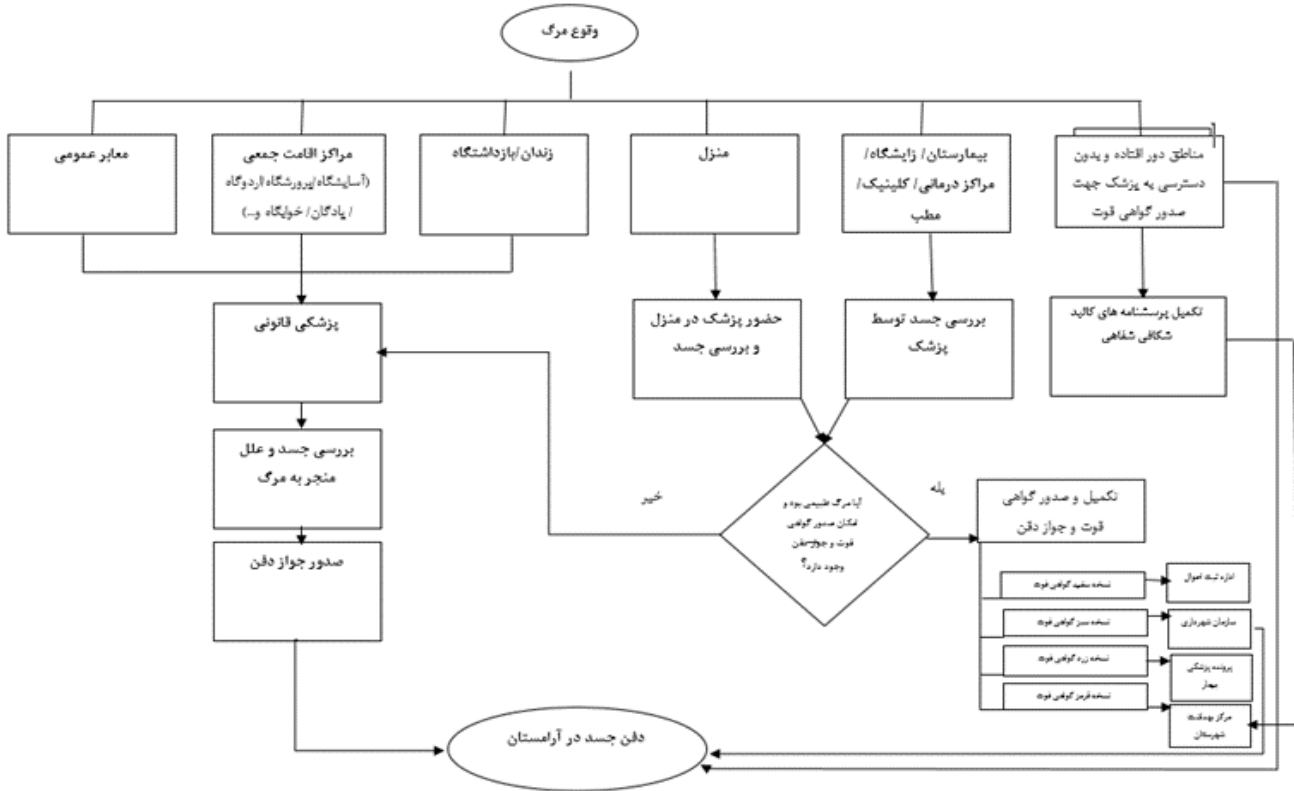 وقوع مرگ
مناطق دور افتاده و بدون
دسترسی به پزشک جهت
صدور گواهی فوت
بیمارستان/ زایشگاه/
مراکز درمانی/ کلینیک/
مطب
منزل
زندان/بازداشتگاه
مراکز اقامت جمعی
(آسایشگاه/پرورشگاه/اردوگاه
/ پادگان/ خوابگاه و...)
معابر عمومی
تکمیل پرسشنامه های کالبد
شکافی شفاهی
بررسی جسد توسط
پزشک
حضور پزشک در منزل
و بررسی جسد
پزشکی قانونی
بررسی جسد و علل
منجر به مرگ
صدور جواز دفن
آیا مرگ طبیعی بوده و
امکان صدور گواهی
فوت و جواز دفن
وجود دارد؟
بله
خیر
تکمیل و صدور گواهی
فوت و جواز دفن
نسخه سفید گواهی فوت
اداره ثبت احوال
نسخه سبز گواهی فوت
سازمان شهرداری
نسخه زرد گواهی فوت
پرونده پزشکی
بیمار
نسخه قرمز گواهی فوت
مرکز بهداشت
شهرستان
دفن جسد در آرامستان